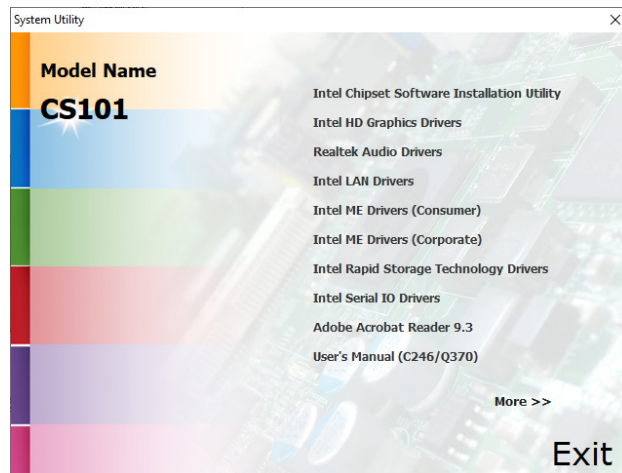 System Utility
Model Name
CS101
Intel Chipset Software Installation Utility
Intel HD Graphics Drivers
Realtek Audio Drivers
Intel LAN Drivers
Intel ME Drivers (Consumer)
Intel ME Drivers (Corporate)
Intel Rapid Storage Technology Drivers
Intel Serial IO Drivers
Adobe Acrobat Reader 9.3
User's Manual (C246/Q370)
More >>
Exit